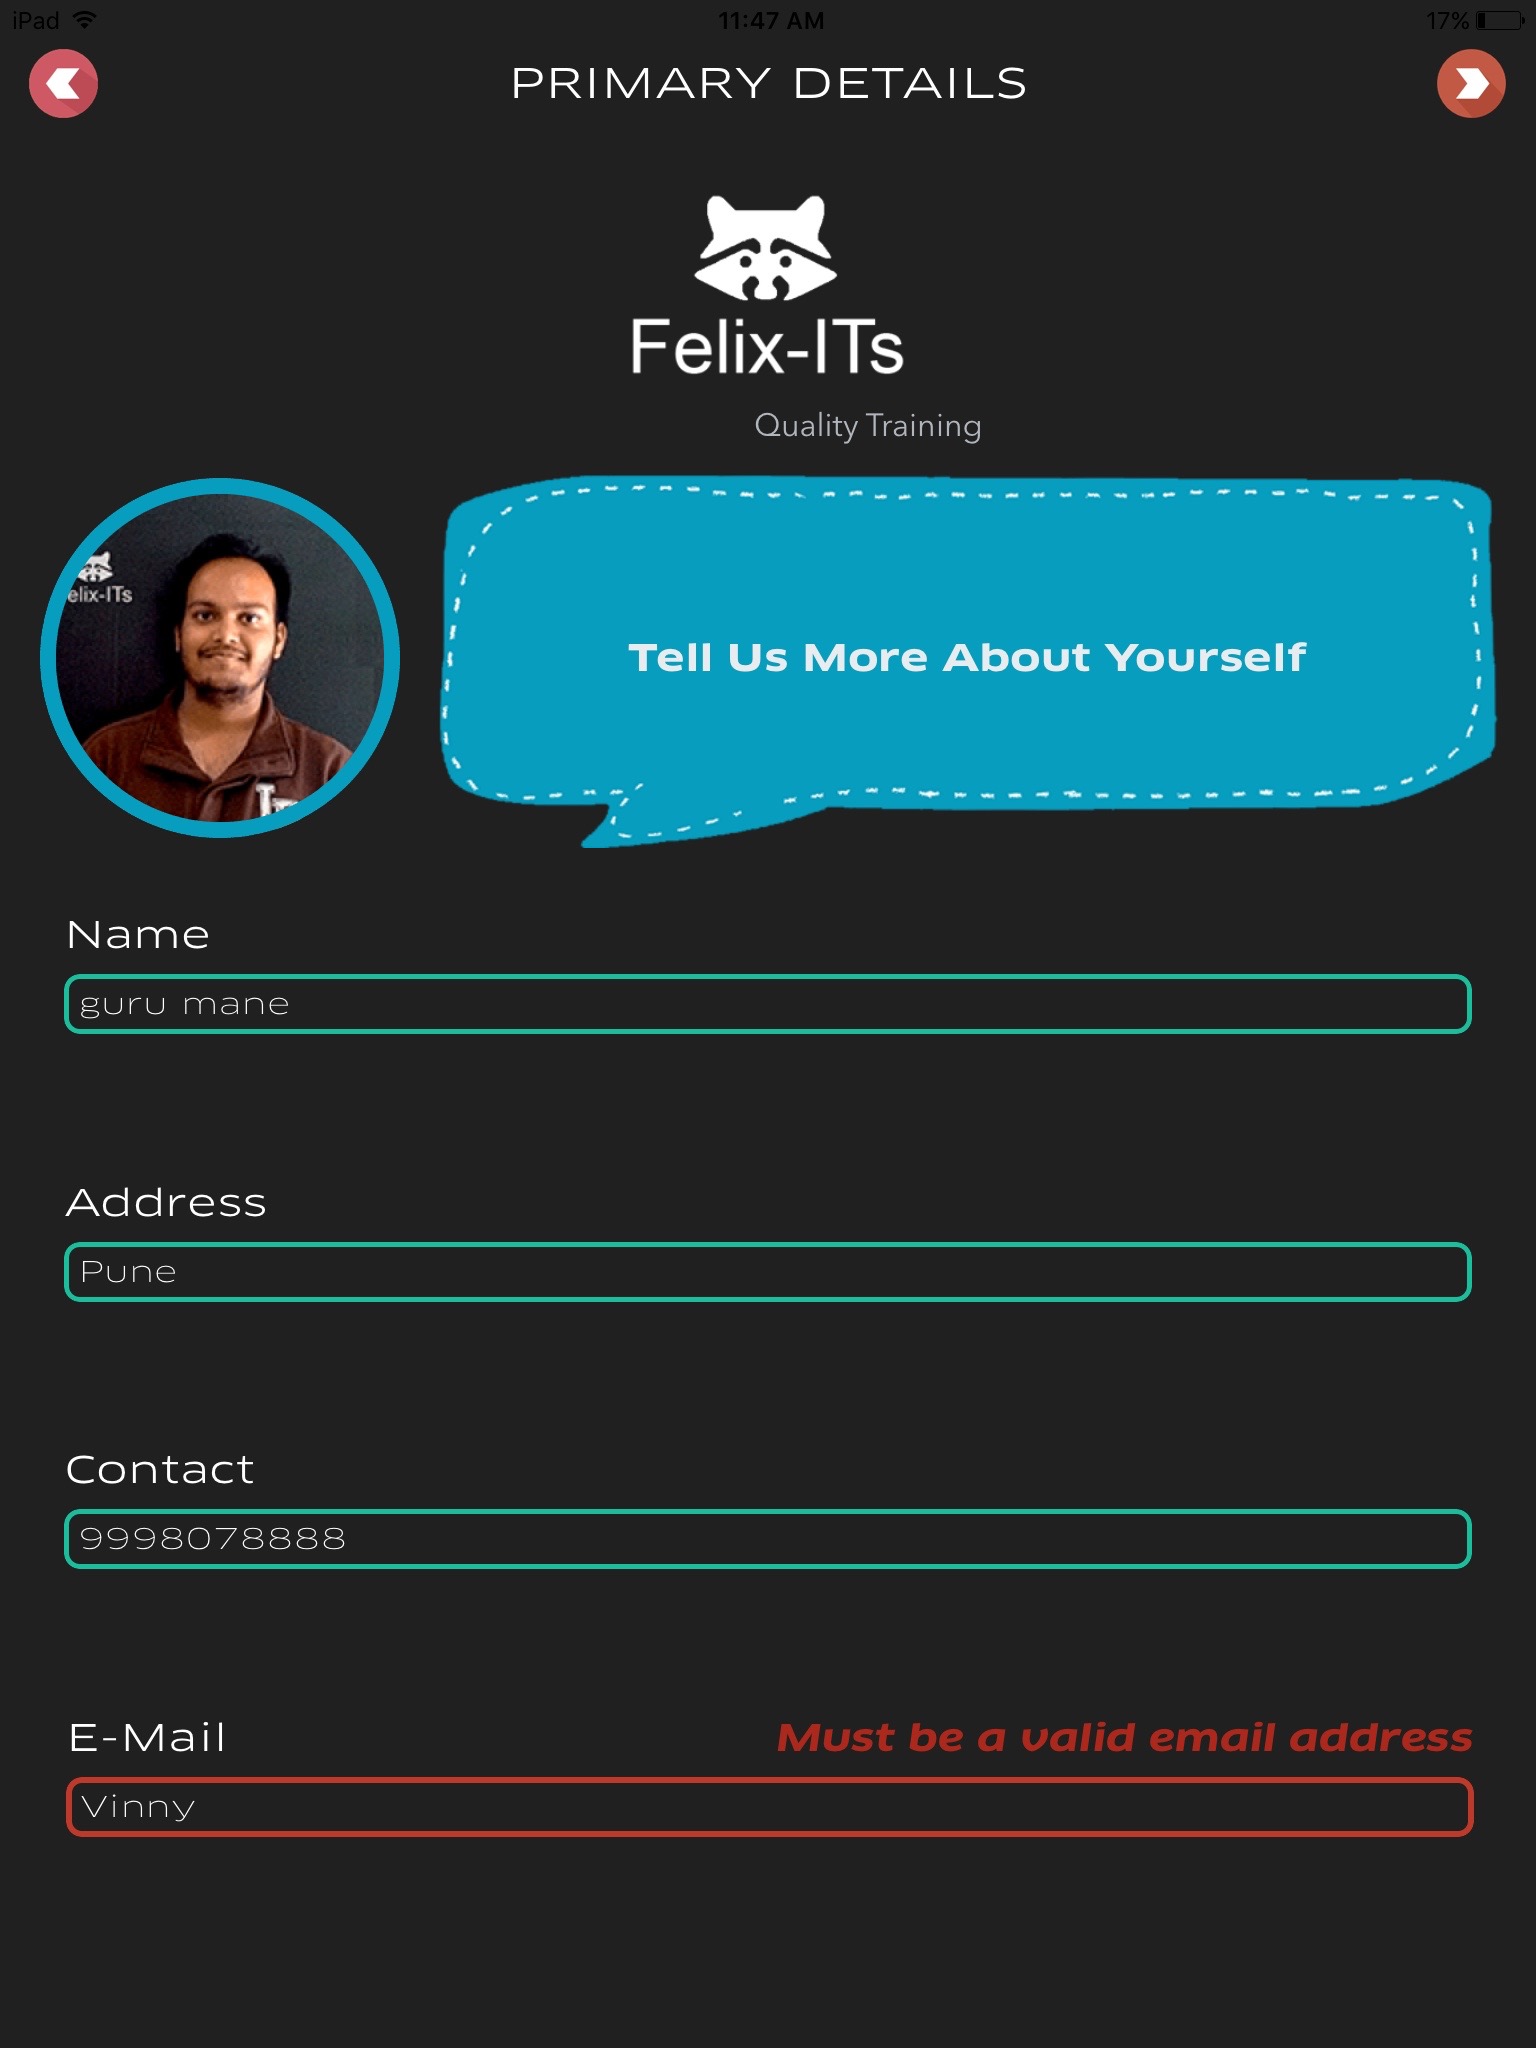 iPad 11:47 AM 17%
PRIMARY DETAILS
Felix-ITs
Quality Training
elix-ITs
Tell Us More About Yourself
Name
guru mane
Address
Pune
Contact
9998078888
E-Mail Must be a valid email address
Vinny